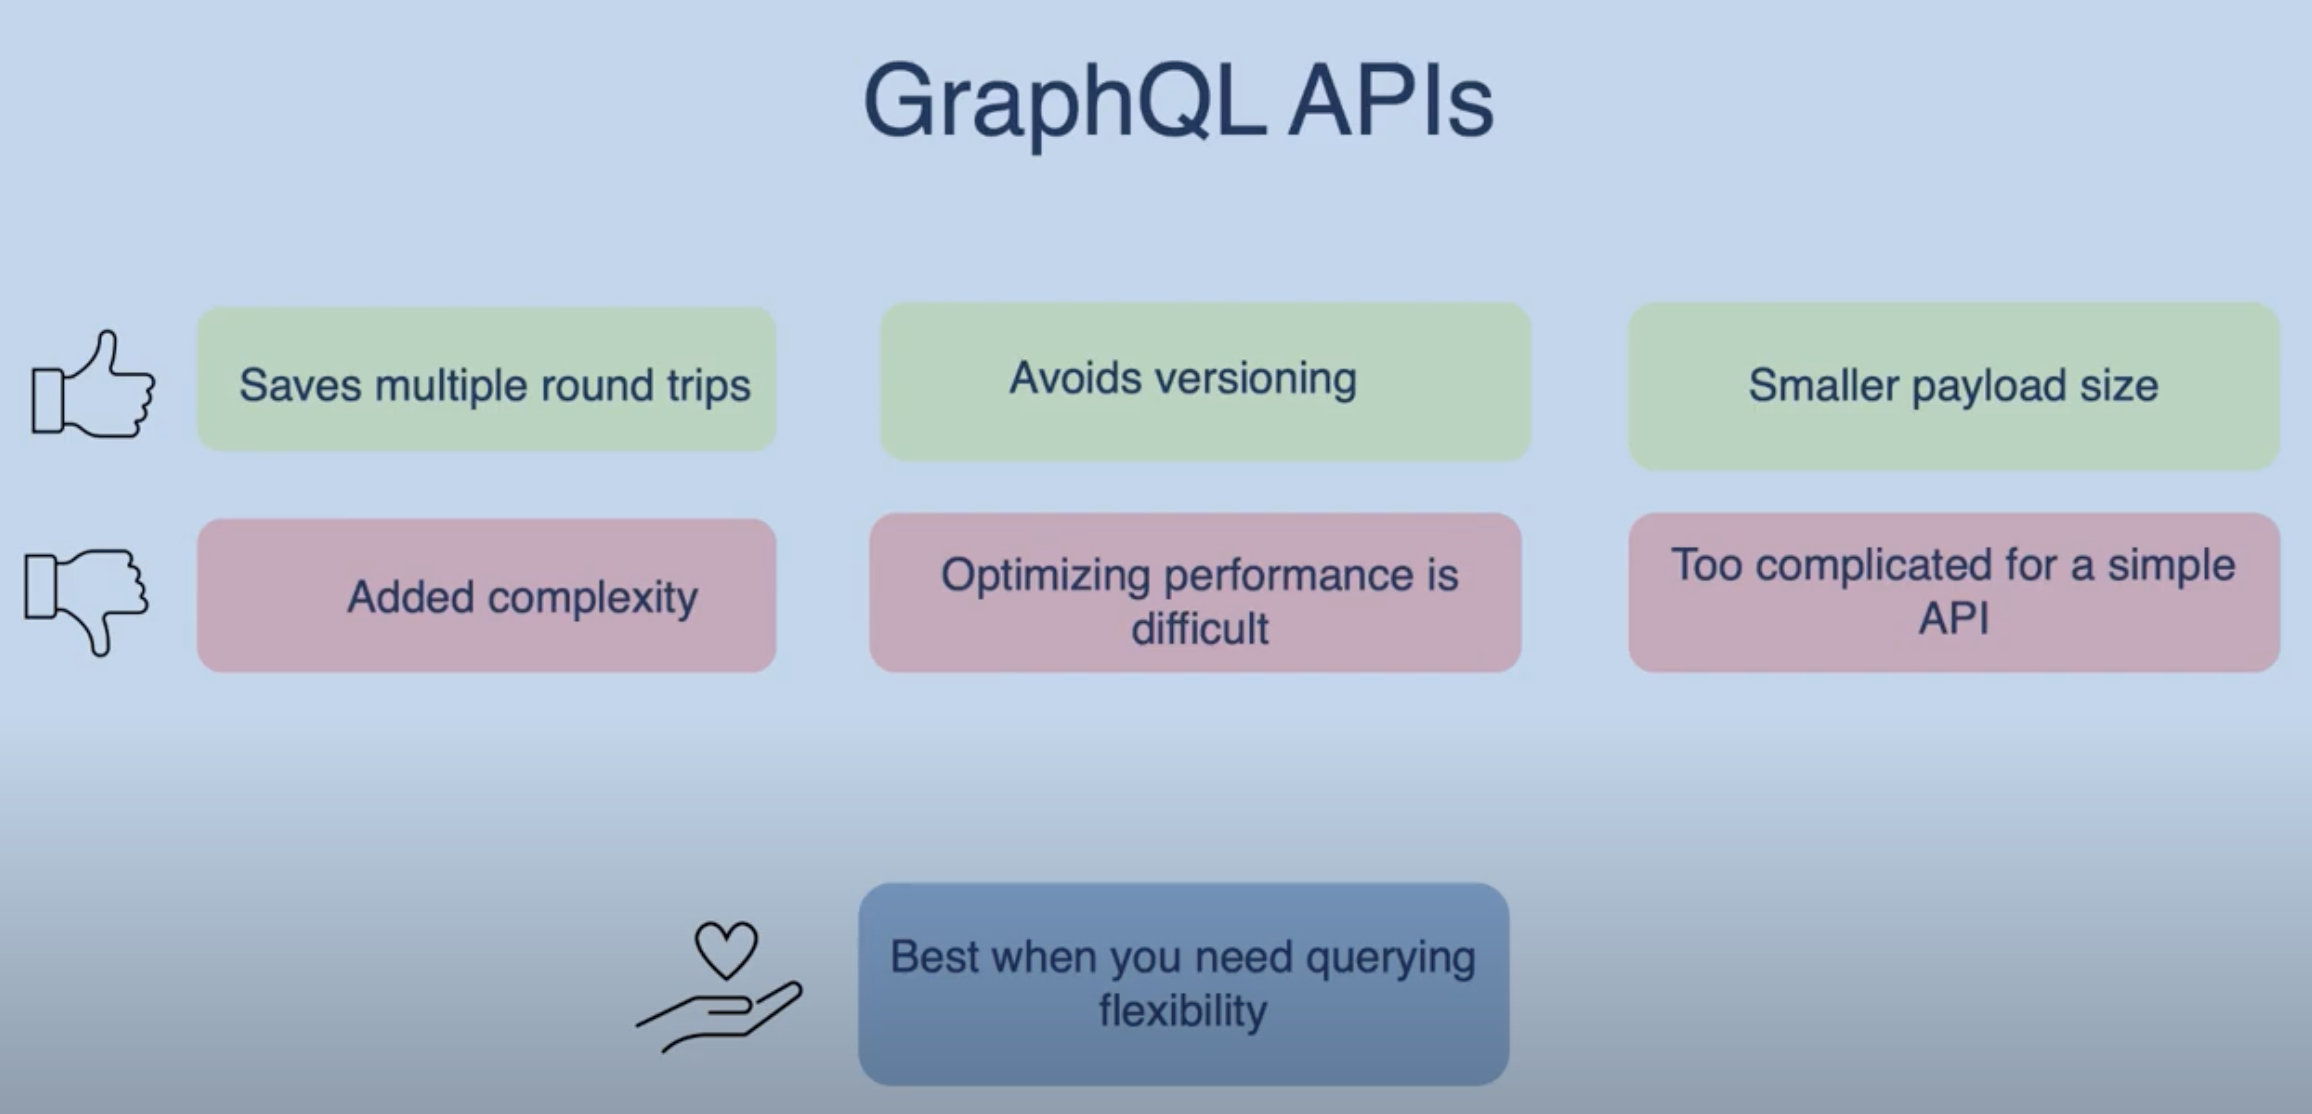 GraphQL APIs
Saves multiple round trips
Avoids versioning
Smaller payload size
Added complexity
Optimizing performance is
difficult
Too complicated for a simple
API
Best when you need querying
flexibility